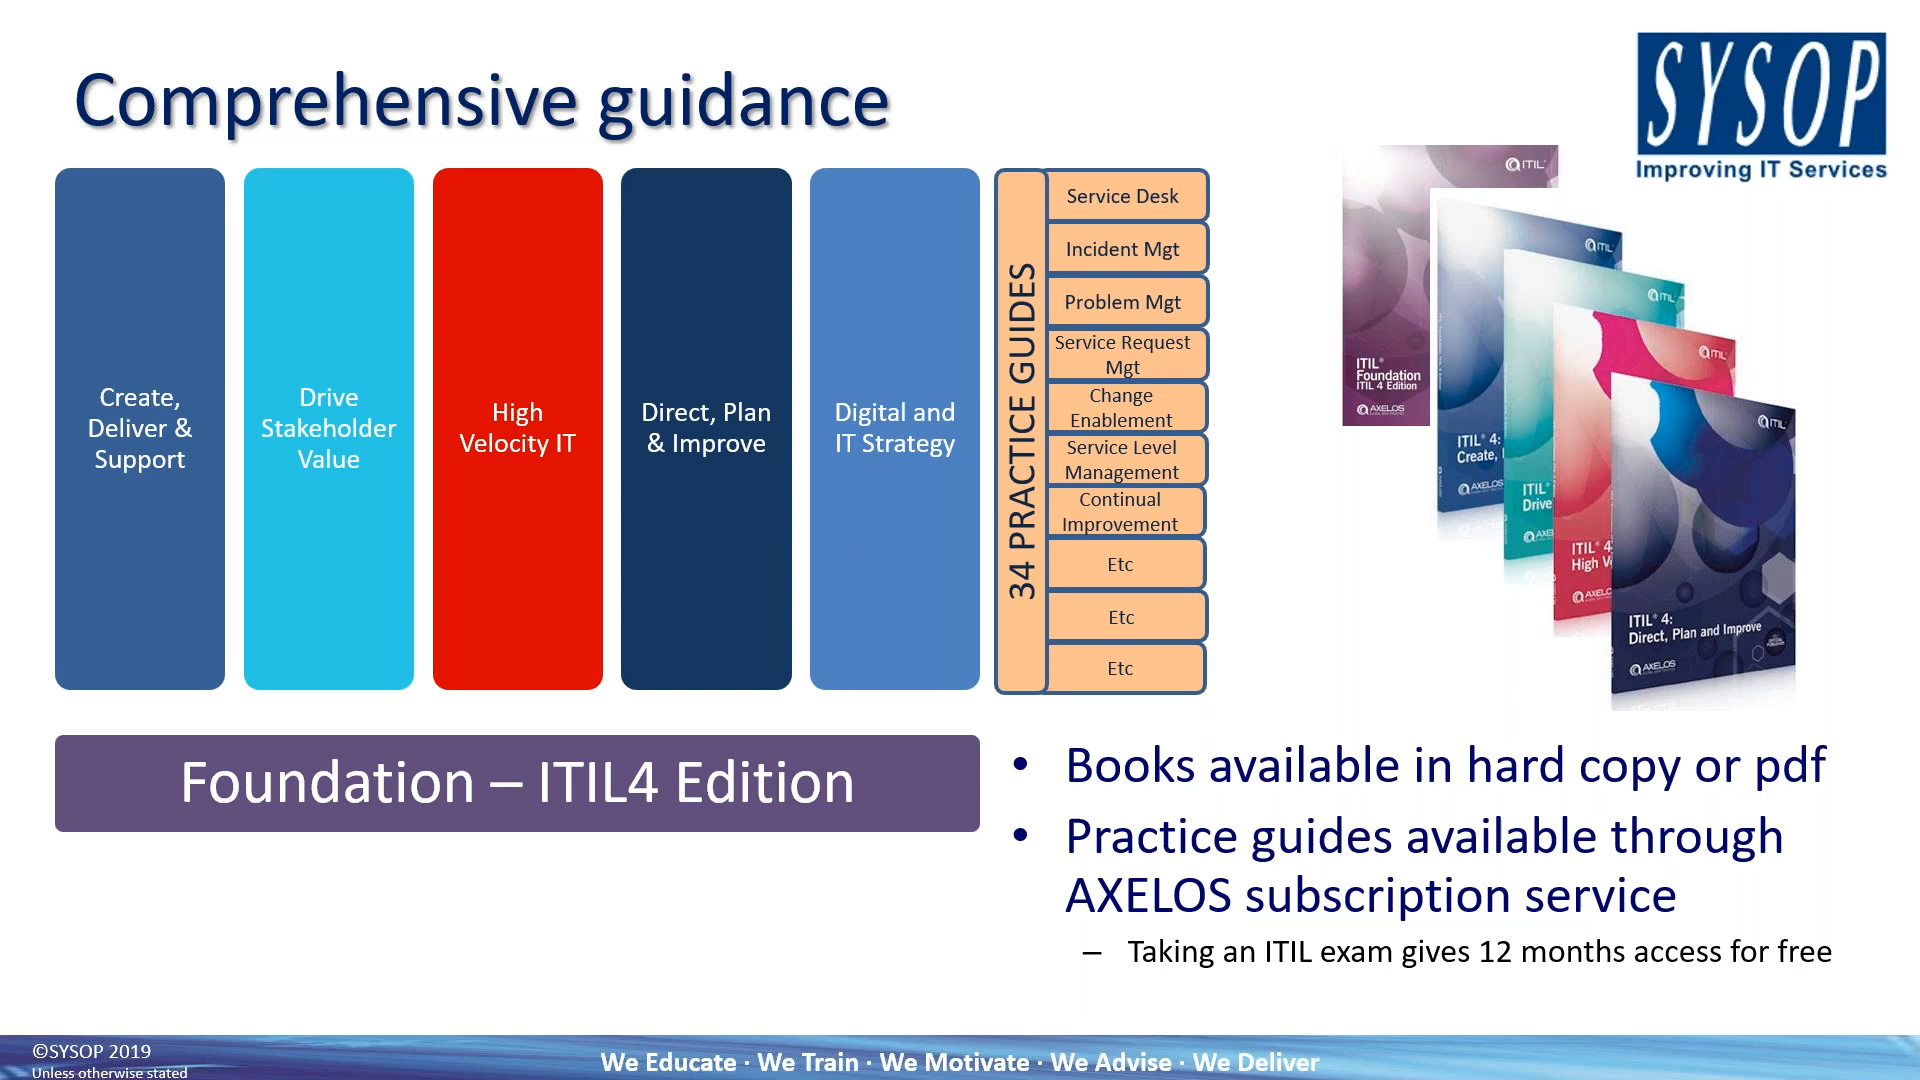 Comprehensive guidance
SYSOP
Improving IT Services
Create,
Deliver &
Support
Drive
Stakeholder
Value
High
Velocity IT
Direct, Plan
& Improve
Digital and
IT Strategy
34 PRACTICE GUIDES
Service Desk
Incident Mgt
Problem Mgt
Service Request
Mgt
Change
Enablement
Service Level
Management
Continual
Improvement
Etc
Etc
Etc
ITIL
ITIL®
Foundation
ITIL 4 Edition
AXELOS
ITIL
ITIL® 4:
Create,
AXELOS
ITIL
ITIL®
Drive
ITIL
ITIL® 4
High
ITIL
ITIL® 4:
Direct, Plan and Improve
AXELOS
Foundation – ITIL4 Edition
• Books available in hard copy or pdf
• Practice guides available through
AXELOS subscription service
– Taking an ITIL exam gives 12 months access for free
©SYSOP 2019
Unless otherwise stated
We Educate · We Train · We Motivate · We Advise · We Deliver